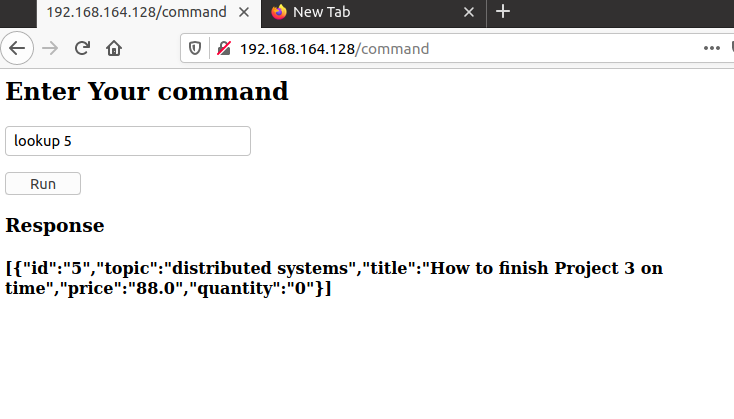 192.168.164.128/command
New Tab
192.168.164.128/command
Enter Your command
lookup 5
Run
Response
[{"id":"5","topic":"distributed systems","title":"How to finish Project 3 on
time","price":"88.0","quantity":"0"}]